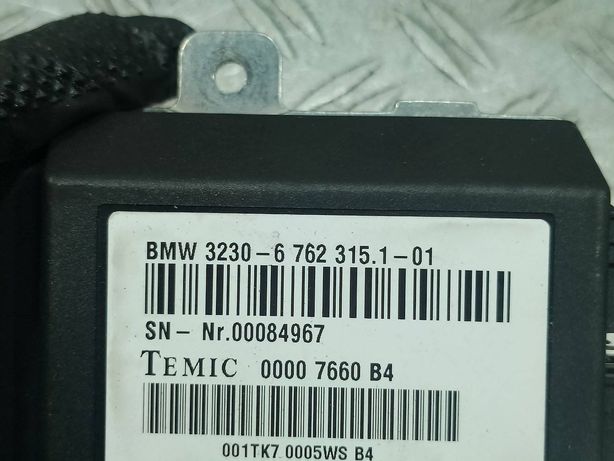 BMW 3230-6 762 315.1-01
SN- Nr.00084967
TEMIC 0000 7660 B4
001TK7 0005WS B4